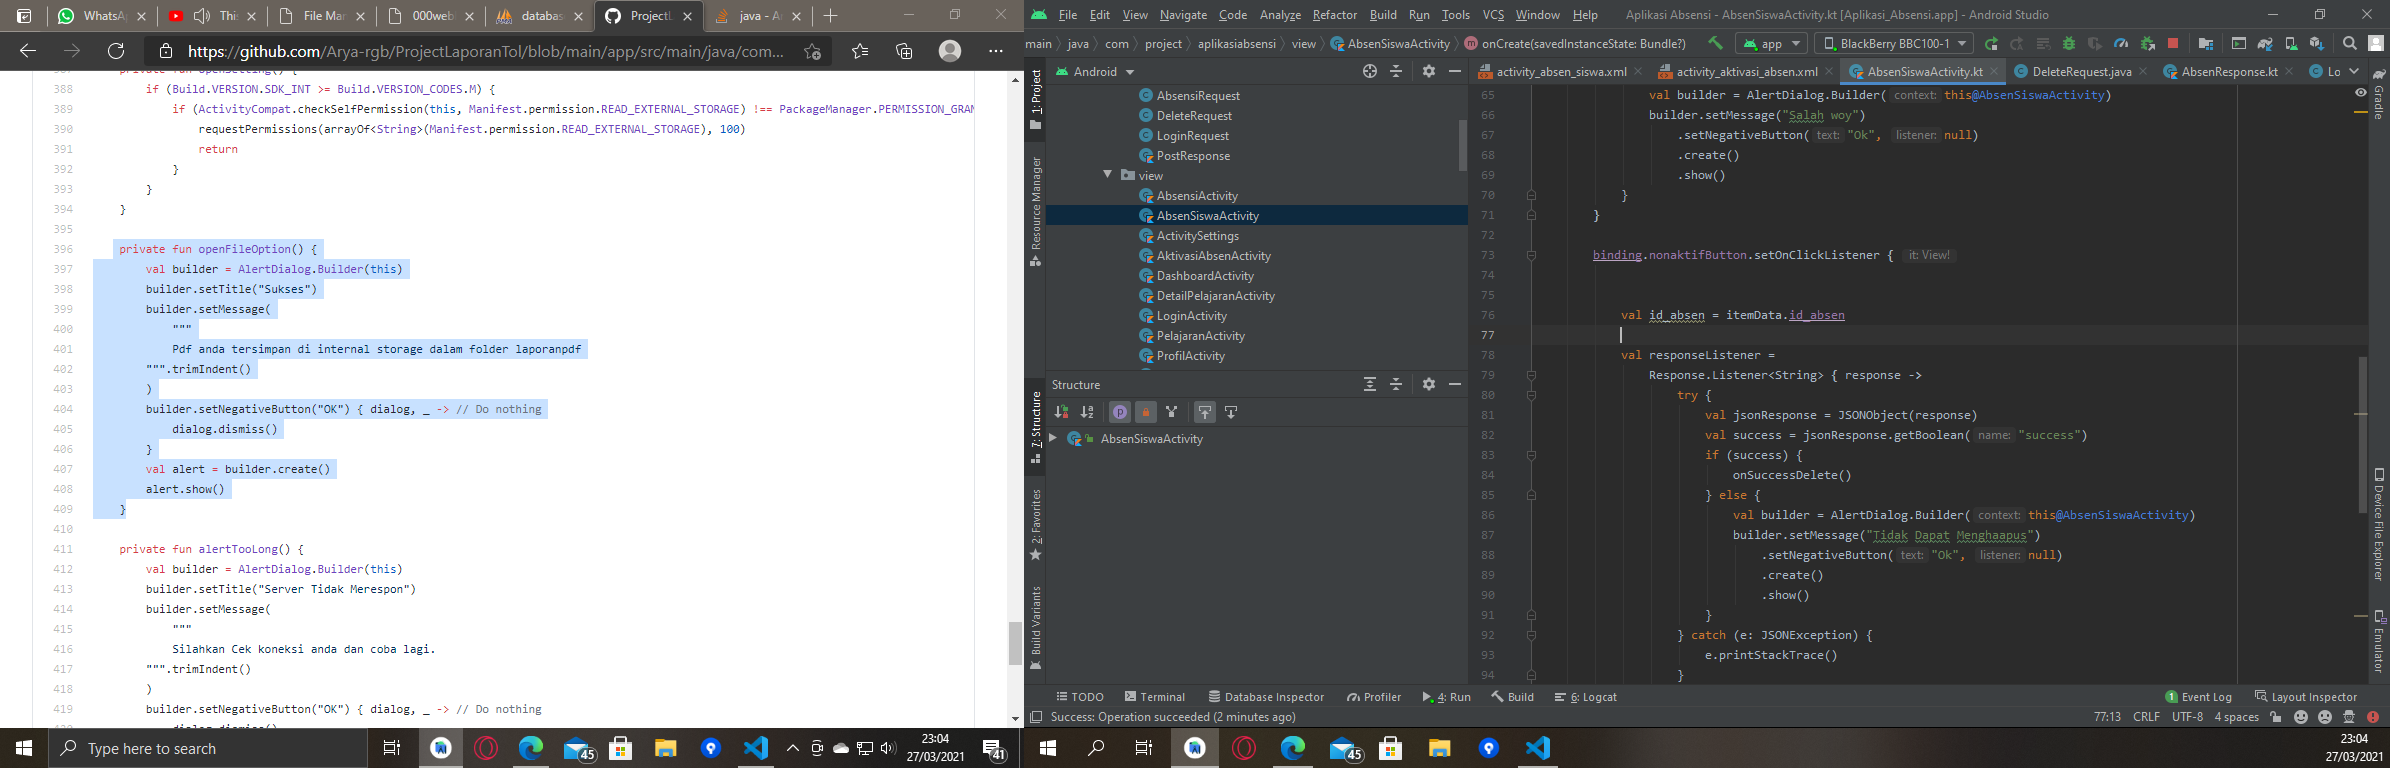 WhatsA
This
File Mar
000web
databas
ProjectL
java - A
https://github.com/Arya-rgb/ProjectLaporanTol/blob/main/app/src/main/java/com...
private fun openSetting() {
388 if (Build.VERSION.SDK_INT >= Build.VERSION_CODES.M) {
389 if (ActivityCompat.checkSelfPermission(this, Manifest.permission.READ_EXTERNAL_STORAGE) !== PackageManager.PERMISSION_GRAN
390 requestPermissions(arrayOf<String>(Manifest.permission.READ_EXTERNAL_STORAGE), 100)
391 return
392 }
393 }
394 }
395
396 private fun openFileOption() {
397 val builder = AlertDialog.Builder(this)
398 builder.setTitle("Sukses")
399 builder.setMessage(
400 """
401 Pdf anda tersimpan di internal storage dalam folder laporanpdf
402 """.trimIndent()
403 )
404 builder.setNegativeButton("OK") { dialog, _ -> // Do nothing
405 dialog.dismiss()
406 }
407 val alert = builder.create()
408 alert.show()
409 }
410
411 private fun alertTooLong() {
412 val builder = AlertDialog.Builder(this)
413 builder.setTitle("Server Tidak Merespon")
414 builder.setMessage(
415 """
416 Silahkan Cek koneksi anda dan coba lagi.
417 """.trimIndent()
418 )
419 builder.setNegativeButton("OK") { dialog, _ -> // Do nothing
Type here to search
45
23:04
27/03/2021
41
File Edit View Navigate Code Analyze Refactor Build Run Tools VCS Window Help Aplikasi Absensi - AbsenSiswaActivity.kt [Aplikasi_Absensi.app] - Android Studio
main java com project aplikasiabsensi view AbsenSiswaActivity onCreate(savedInstanceState: Bundle?) app BlackBerry BBC100-1
1: Project
Resource Manager
7: Structure
2: Favorites
Build Variants
Android
AbsensiRequest
DeleteRequest
LoginRequest
PostResponse
view
AbsensiActivity
AbsenSiswaActivity
ActivitySettings
AktivasiAbsenActivity
DashboardActivity
DetailPelajaranActivity
LoginActivity
PelajaranActivity
ProfilActivity
Structure
AbsenSiswaActivity
activity_absen_siswa.xml activity_aktivasi_absen.xml AbsenSiswaActivity.kt DeleteRequest.java AbsenResponse.kt Lo
65 val builder = AlertDialog.Builder( context: this@AbsenSiswaActivity)
66 builder.setMessage("Salah woy")
67 .setNegativeButton( text: "Ok", listener: null)
68 .create()
69 .show()
70 }
71 }
72
73 binding.nonaktifButton.setOnClickListener { it: View!
74
75
76 val id_absen = itemData.id_absen
77
78 val responseListener =
79 Response.Listener<String> { response ->
80 try {
81 val jsonResponse = JSONObject(response)
82 val success = jsonResponse.getBoolean( name: "success")
83 if (success) {
84 onSuccessDelete()
85 } else {
86 val builder = AlertDialog.Builder( context: this@AbsenSiswaActivity)
87 builder.setMessage("Tidak Dapat Menghaapus")
88 .setNegativeButton( text: "Ok", listener: null)
89 .create()
90 .show()
91 }
92 } catch (e: JSONException) {
93 e.printStackTrace()
94 }
Gradle
Device File Explorer
Emulator
TODO Terminal Database Inspector Profiler 4: Run Build 6: Logcat 1 Event Log Layout Inspector
Success: Operation succeeded (2 minutes ago) 77:13 CRLF UTF-8 4 spaces
45
23:04
27/03/2021